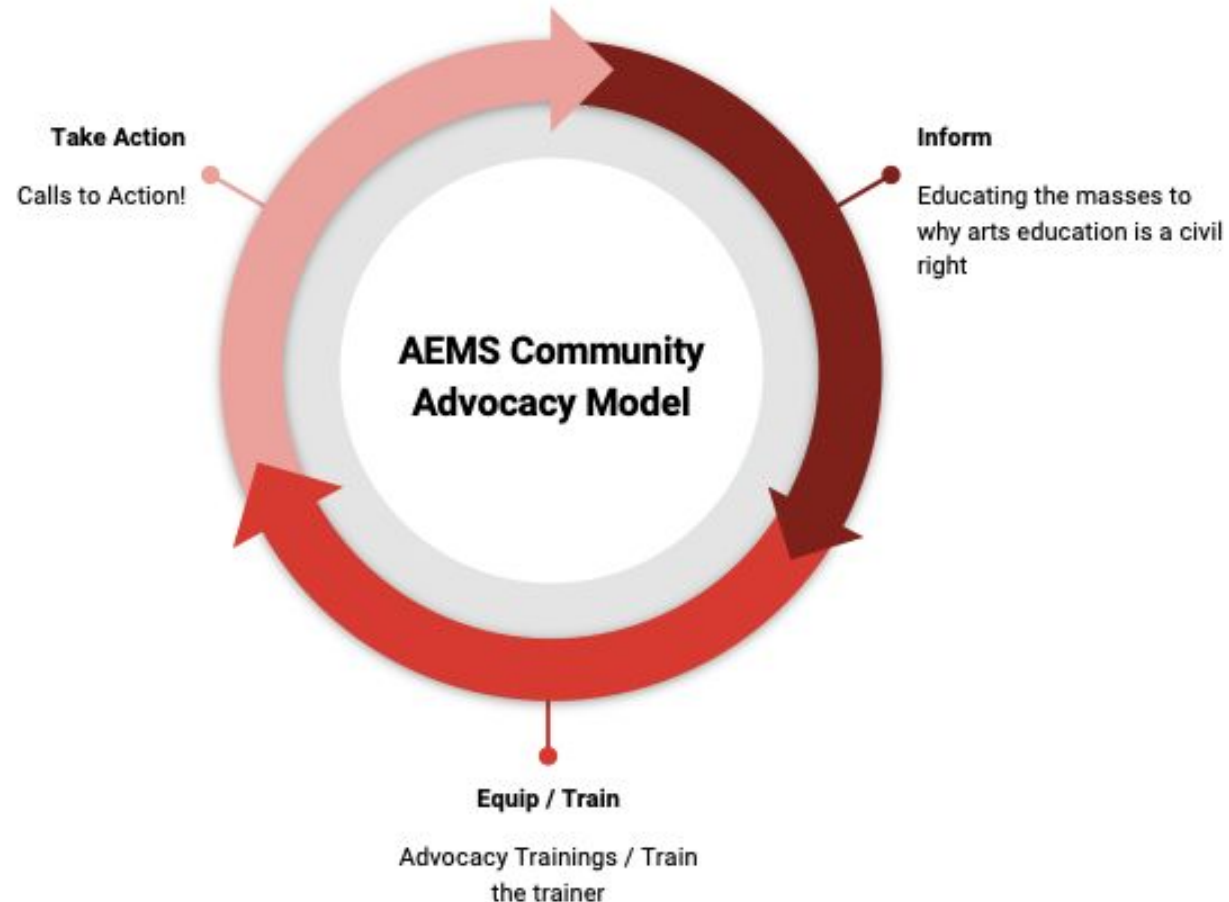 Take Action
Calls to Action!
Inform
Educating the masses to
why arts education is a civil
right
AEMS Community
Advocacy Model
Equip / Train
Advocacy Trainings / Train
the trainer